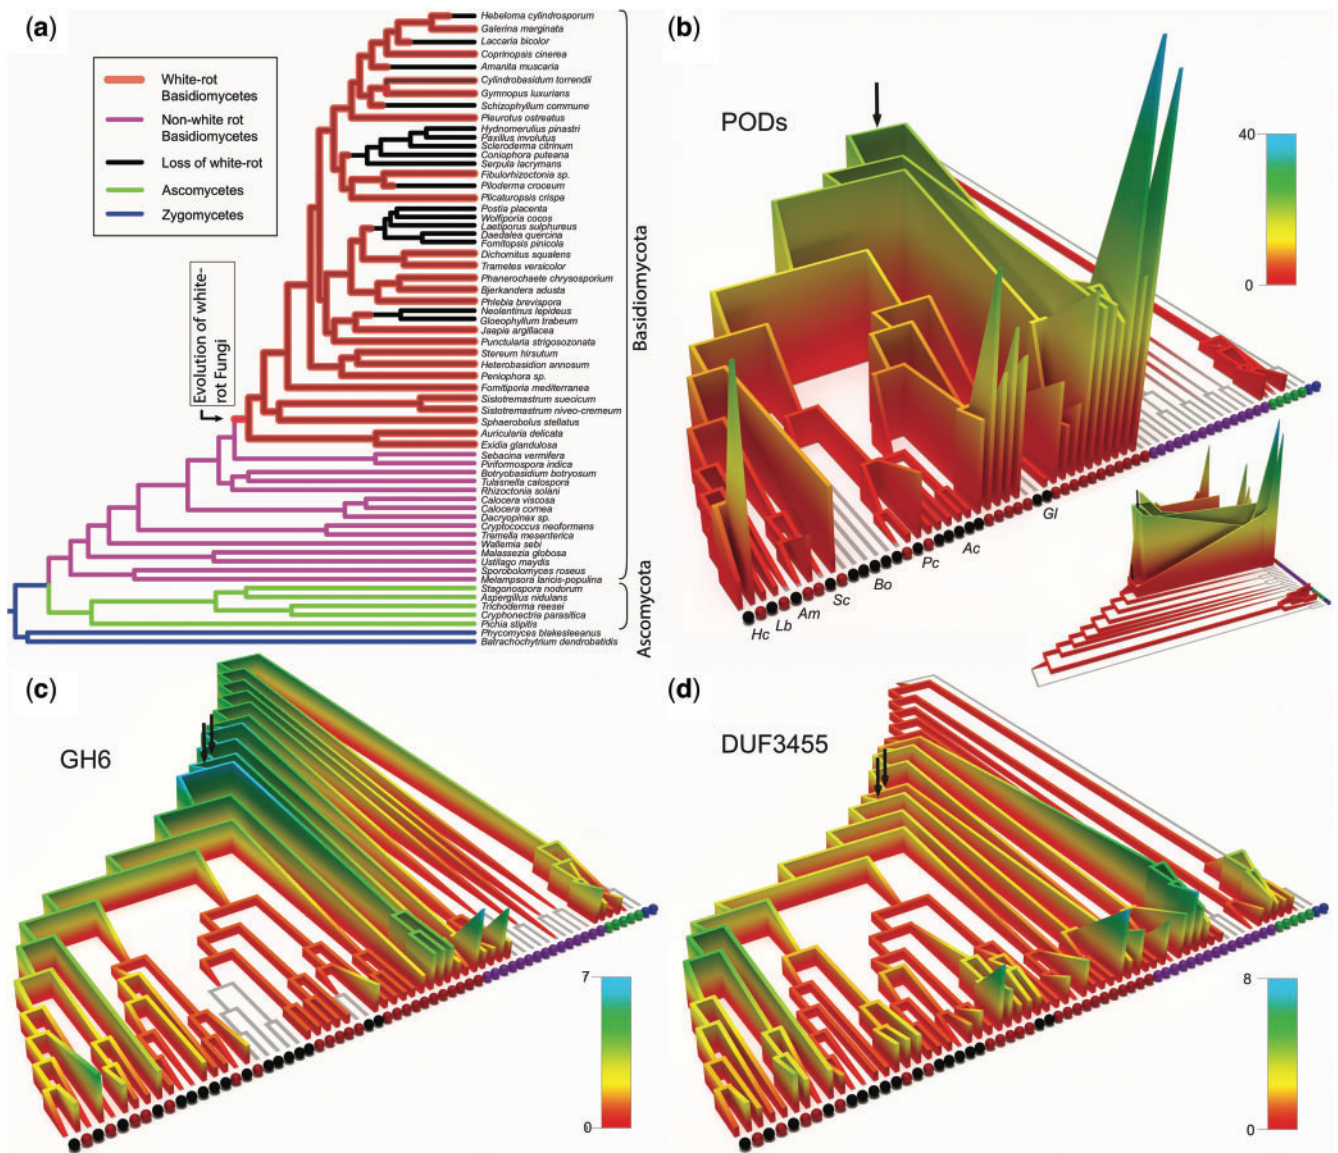 (a)
White-rot
Basidiomycetes
Non-white rot
Basidiomycetes
Loss of white-rot
Ascomycetes
Zygomycetes
Evolution of white-
rot Fungi
Hebeloma cylindrosporum
Galerina marginata
Laccaria bicolor
Coprinopsis cinerea
Amanita muscaria
Cylindrobasidum torrendii
Gymnopus luxurians
Schizophyllum commune
Pleurotus ostreatus
Hydnomerulius pinastri
Paxillus involutus
Scleroderma citrinum
Coniophora puteana
Serpula lacrymans
Fibulorhizoctonia sp.
Piloderma croceum
Plicaturopsis crispa
Postia placenta
Wolfiporia cocos
Laetiporus sulphureus
Daedalea quercina
Fomitopsis pinicola
Dichomitus squalens
Trametes versicolor
Phanerochaete chrysosporium
Bjerkandera adusta
Phlebia brevispora
Neolentinus lepideus
Gloeophyllum trabeum
Jaapia argillacea
Punctularia strigosozonata
Stereum hirsutum
Heterobasidion annosum
Peniophora sp.
Fomitiporia mediterranea
Sistotremastrum suecicum
Sistotremastrum niveo-cremeum
Sphaerobolus stellatus
Auricularia delicata
Exidia glandulosa
Sebacina vermifera
Piriformospora indica
Botryobasidium botryosum
Tulasnella calospora
Rhizoctonia solani
Calocera viscosa
Calocera cornea
Dacryopinax sp.
Cryptococcus neoformans
Tremella mesenterica
Wallemia sebi
Malassezia globosa
Ustilago maydis
Sporobolomyces roseus
Melampsora laricis-populina
Stagonospora nodorum
Aspergillus nidulans
Trichoderma reesei
Cryphonectria parasitica
Pichia stipitis
Phycomyces blakesleeanus
Batrachochytrium dendrobatidis
Basidiomycota
Ascomycota
(b)
PODs
40
0
Hc
Lb
Am
Sc
Bo
Pc
Ac
Gl
(c)
GH6
7
0
(d)
DUF3455
8
0